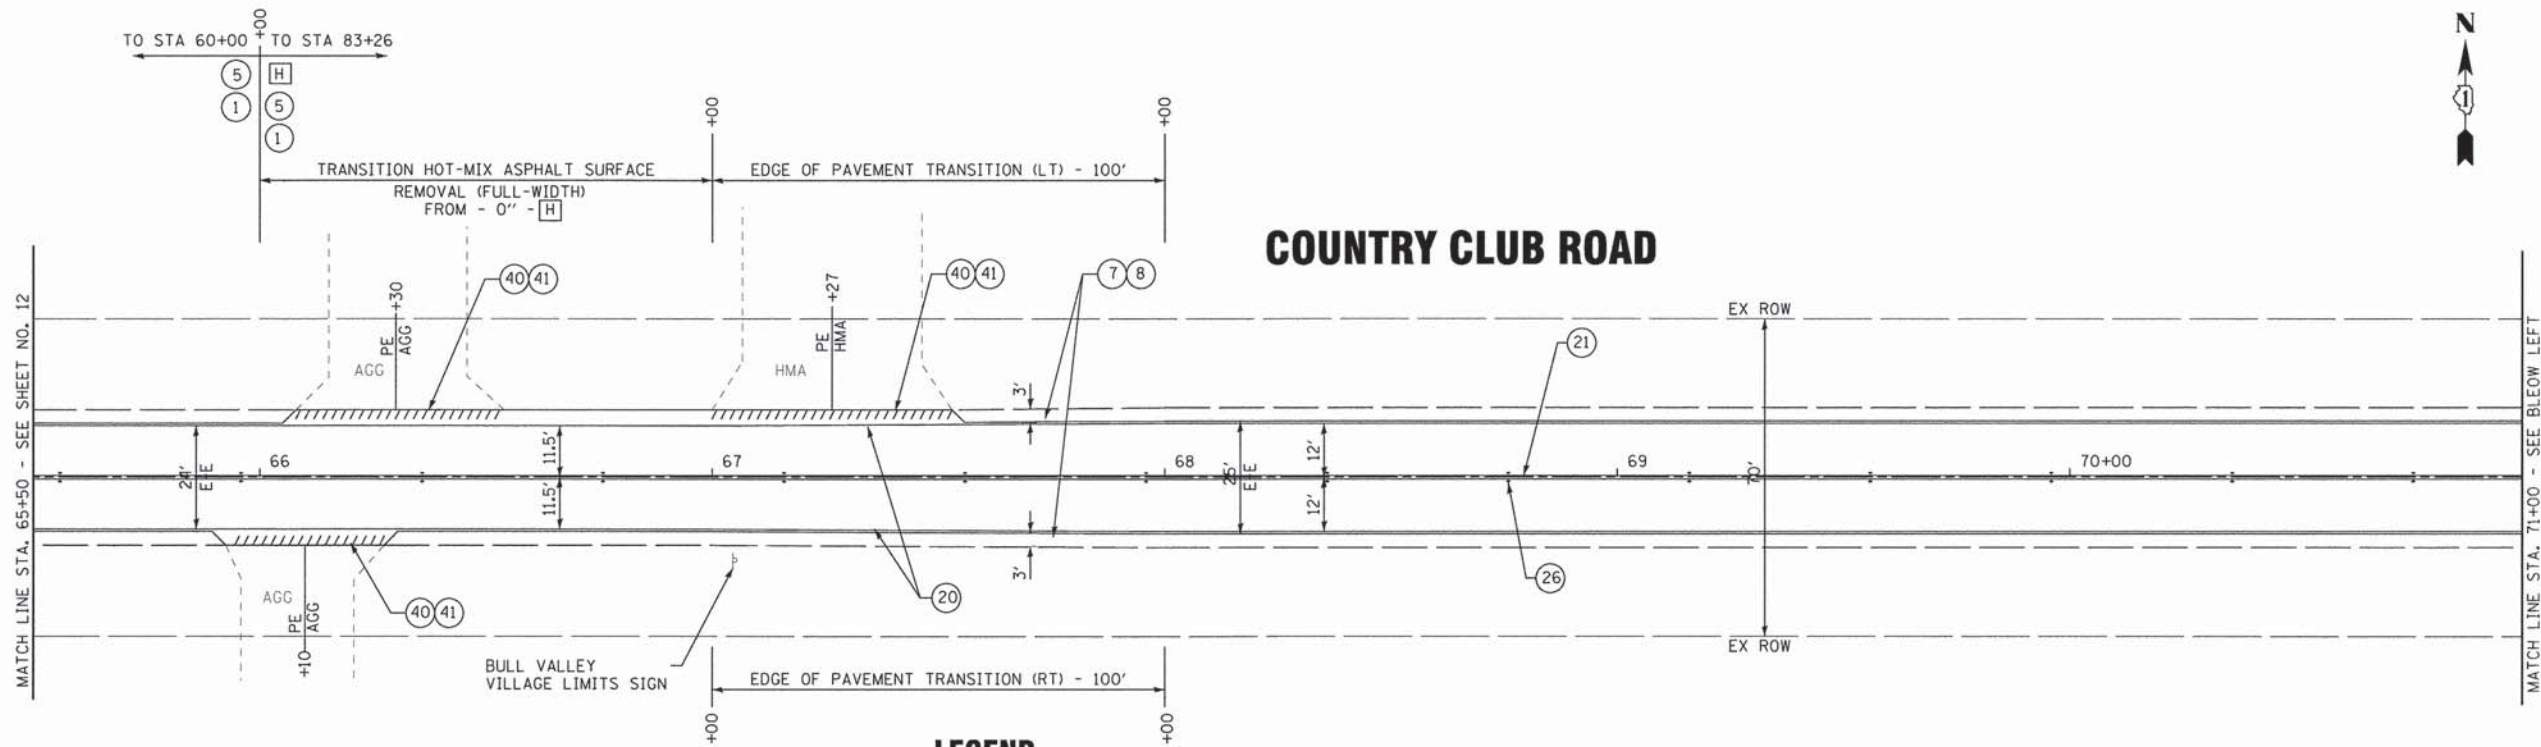 TO STA 60+00
+00
TO STA 83+26
5
H
1
5
1
+00
+00
TRANSITION HOT-MIX ASPHALT SURFACE
REMOVAL (FULL-WIDTH)
FROM - 0" - H
EDGE OF PAVEMENT TRANSITION (LT) - 100'
N
1
COUNTRY CLUB ROAD
MATCH LINE STA. 65+50 - SEE SHEET NO. 12
+30
PE
AGG
AGG
40 41
+27
PE
HMA
HMA
40 41
7 8
EX ROW
21
3'
24'
E-E
66
11.5'
11.5'
67
68
E-E
12'
12'
69
70'
70+00
3'
AGG
PE
AGG
+10
40 41
BULL VALLEY
VILLAGE LIMITS SIGN
20
26
EX ROW
EDGE OF PAVEMENT TRANSITION (RT) - 100'
+00
+00
MATCH LINE STA. 71+00 - SEE BLEOW LEFT
LEGEND